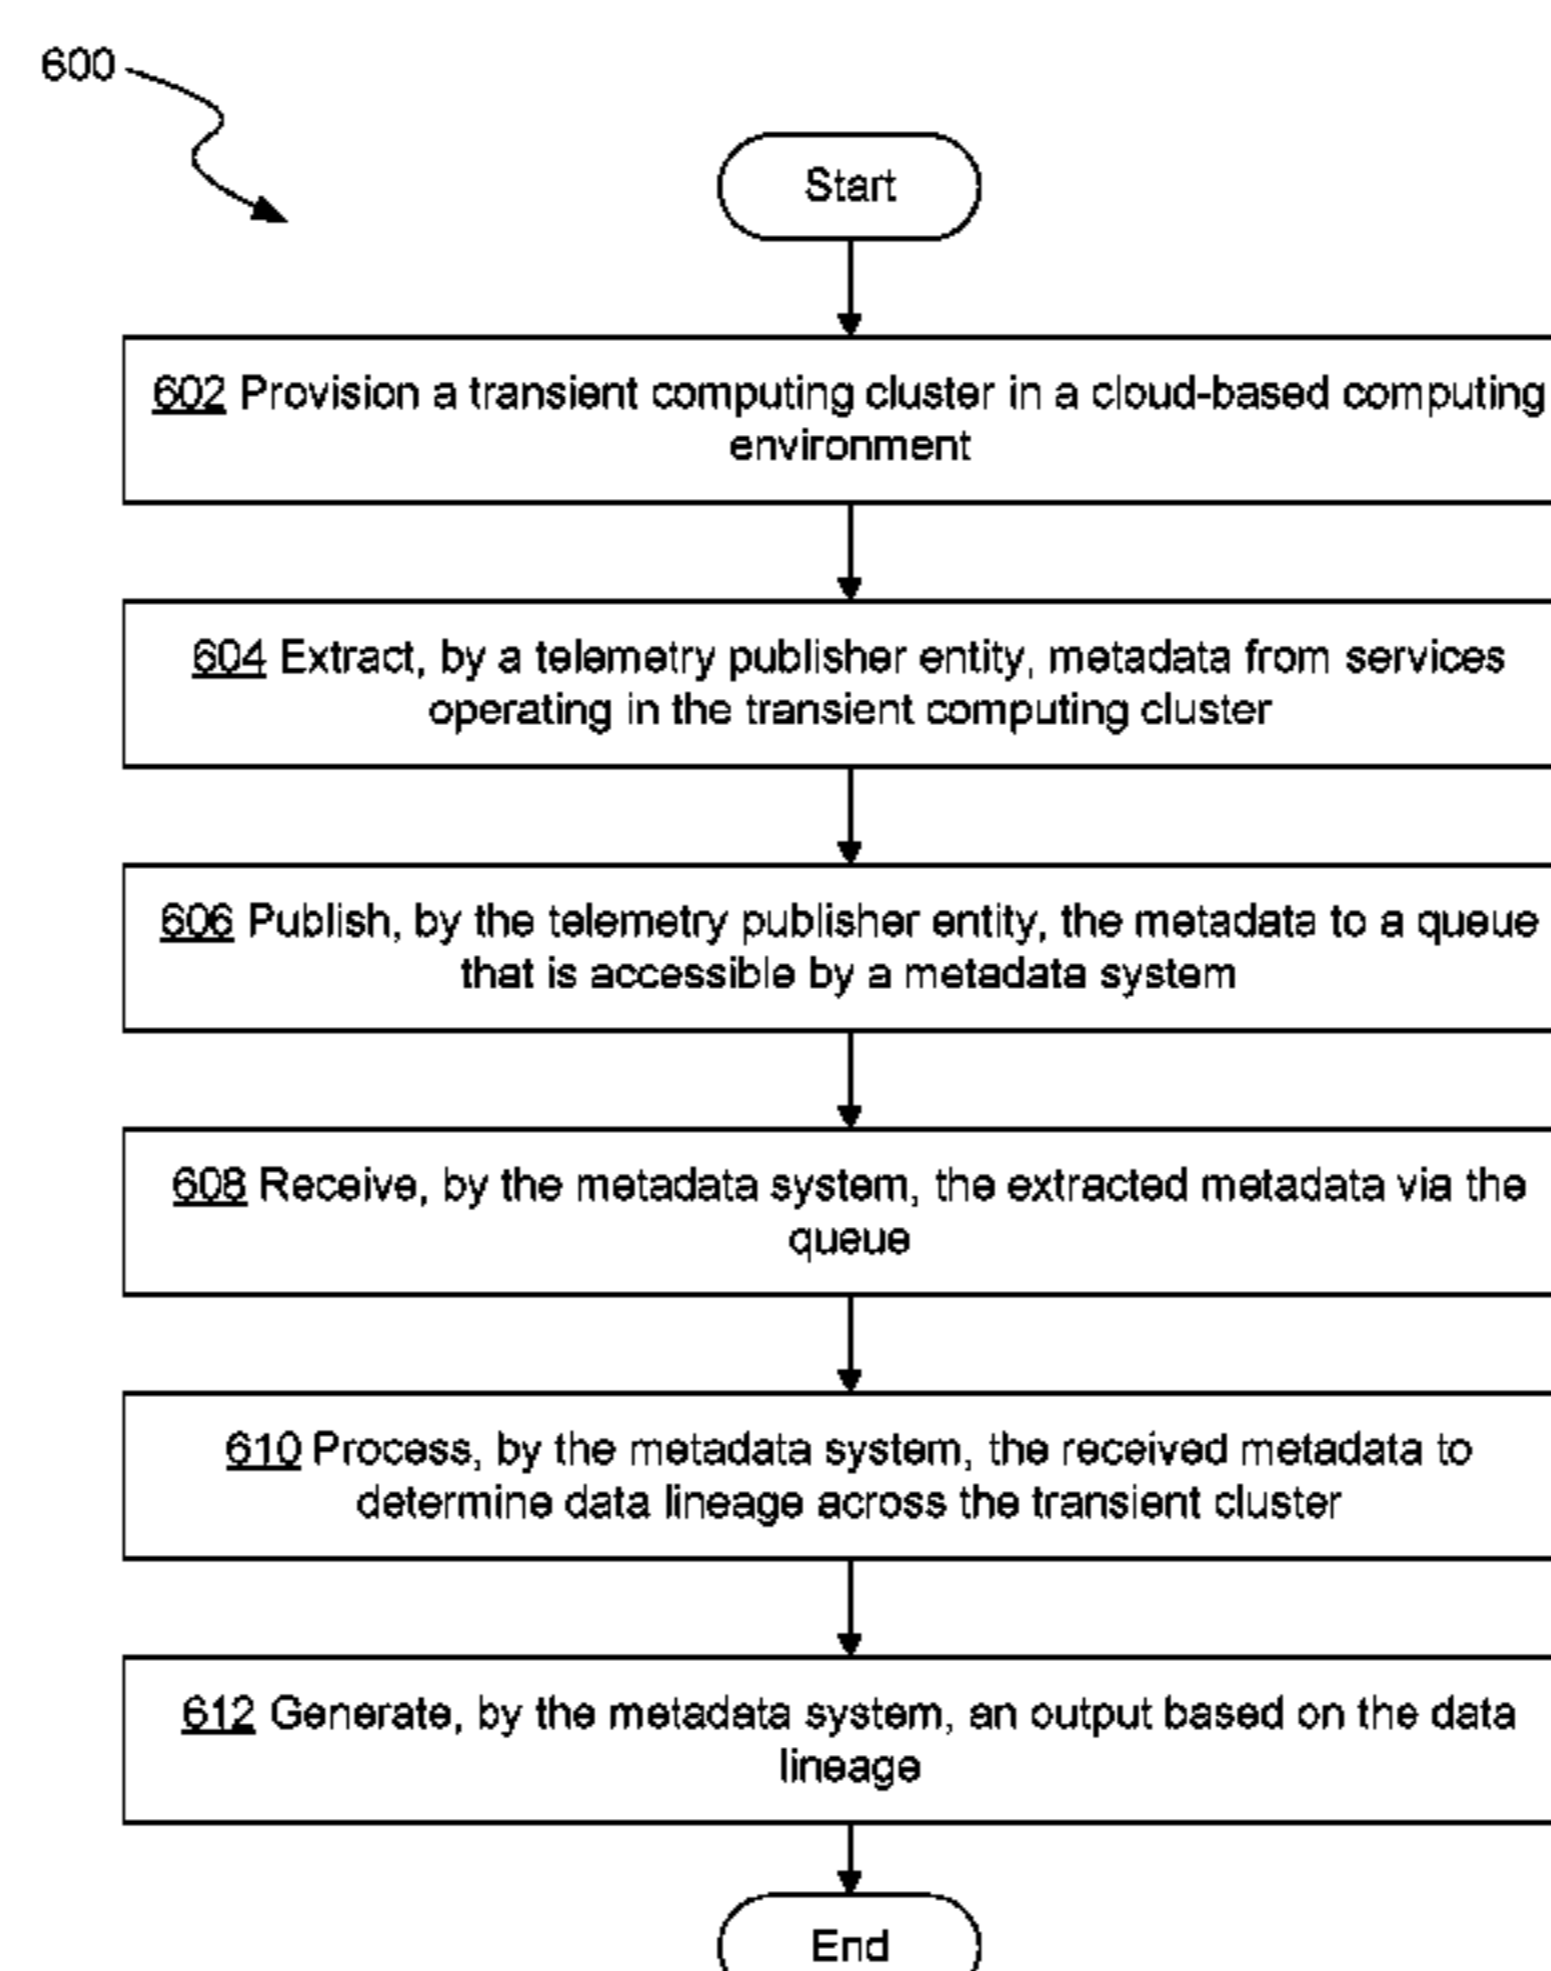 600
Start
602 Provision a transient computing cluster in a cloud-based computing
environment
604 Extract, by a telemetry publisher entity, metadata from services
operating in the transient computing cluster
606 Publish, by the telemetry publisher entity, the metadata to a queue
that is accessible by a metadata system
608 Receive, by the metadata system, the extracted metadata via the
queue
610 Process, by the metadata system, the received metadata to
determine data lineage across the transient cluster
612 Generate, by the metadata system, an output based on the data
lineage
End